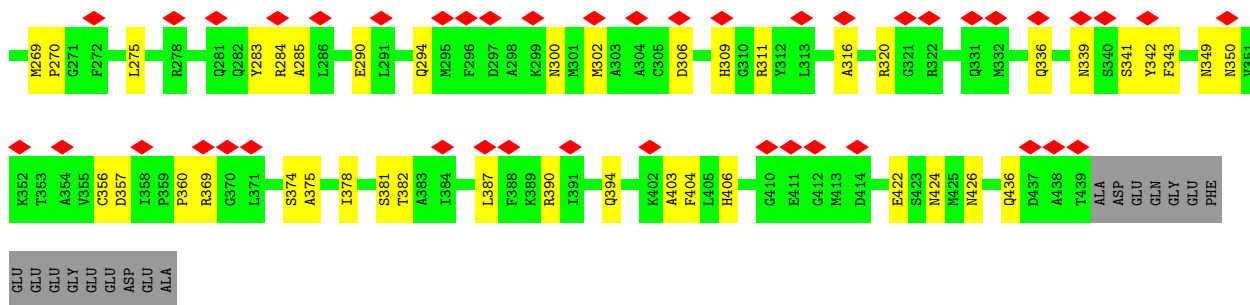 M269 P270 G271 F272 L275 R278 Q281 Q282 Y283 R284 A285 L286 E290 L291 Q294 M295 F296 D297 A298 K299 N300 M301 M302 A303 A304 C305 D306 H309 G310 R311 Y312 L313 A316 R320 G321 R322 Q331 M332 Q336 N339 S340 S341 Y342 F343 N349 N350 V351
K352 T353 A354 V355 C356 D357 I358 P359 P360 R369 G370 L371 S374 A375 I378 S381 T382 A383 I384 L387 F388 K389 R390 I391 Q394 K402 A403 F404 L405 H406 G410 E411 G412 M413 D414 E422 S423 N424 M425 N426 Q436 D437 A438 T439 ALA ASP GLU GLN GLY GLU PHE
GLU GLU GLU GLY GLU GLU ASP GLU ALA